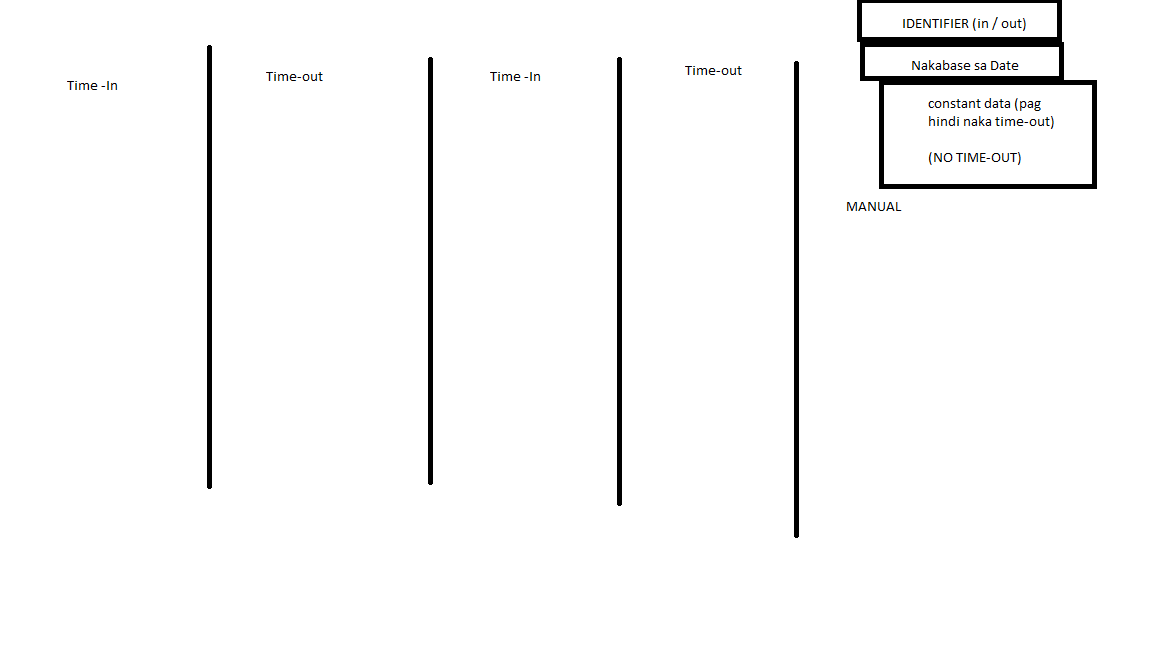 IDENTIFIER (in / out)
Nakabase sa Date
Time -In
Time-out
Time -In
Time-out
constant data (pag
hindi naka time-out)
(NO TIME-OUT)
MANUAL